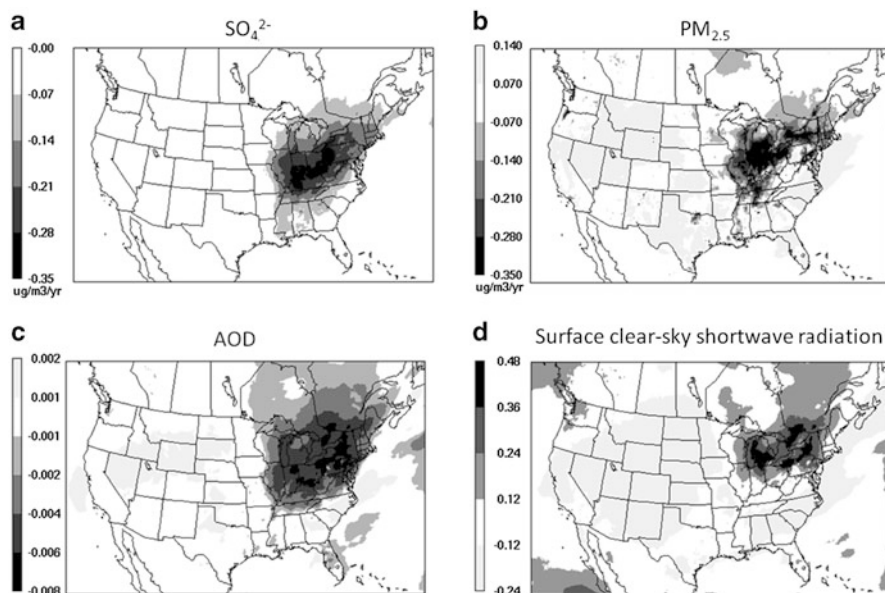 a
SO₄²⁻
-0.00
-0.07
-0.14
-0.21
-0.28
-0.35
ug/m3/yr
b
PM₂.₅
0.140
0.070
-0.070
-0.140
-0.210
-0.280
-0.350
ug/m3/yr
c
AOD
0.002
0.001
-0.001
-0.002
-0.004
-0.006
-0.008
d
Surface clear-sky shortwave radiation
0.48
0.36
0.24
0.12
-0.12
-0.24